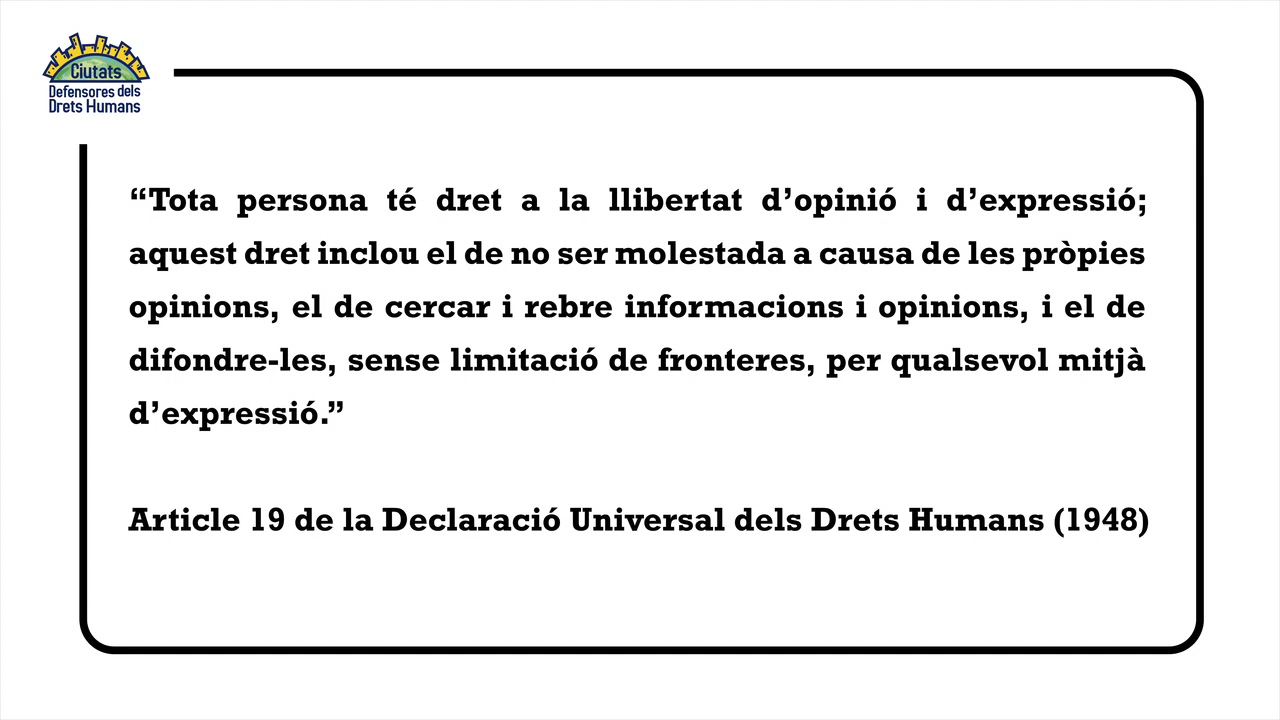 Ciutats
Defensores dels
Drets Humans
“Tota persona té dret a la llibertat d’opinió i d’expressió;
aquest dret inclou el de no ser molestada a causa de les pròpies
opinions, el de cercar i rebre informacions i opinions, i el de
difondre-les, sense limitació de fronteres, per qualsevol mitjà
d’expressió.”
Article 19 de la Declaració Universal dels Drets Humans (1948)